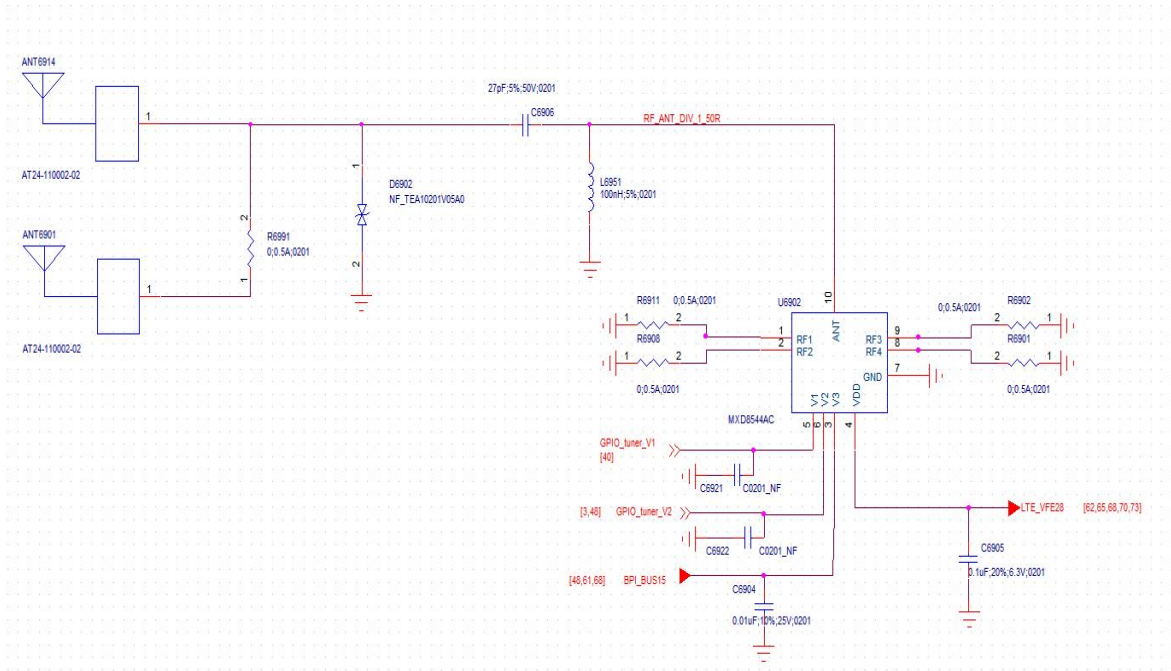 ANT6914
1
AT24-110002-02
27pF;5%;50V;0201
C6906
RF_ANT_DIV_1_50R
1
D6902
NF_TEA10201V05A0
2
L6951
100nH;5%;0201
2
R6991
0;0.5A;0201
1
ANT6901
1
AT24-110002-02
R6911 0;0.5A;0201
1 2
R6908
1 2
0;0.5A;0201
U6902
10
ANT
1 RF1
2 RF2
RF3 9
RF4 8
GND 7
V1
V2
V3
VDD
5
6
3
4
MXD8544AC
0;0.5A;0201
R6902
2 1
R6901
2 1
0;0.5A;0201
GPIO_tuner_V1
[40]
C6921 C0201_NF
[3,48] GPIO_tuner_V2
C6922 C0201_NF
[48,61,68] BPI_BUS15
C6904
0.01uF;10%;25V;0201
LTE_VFE28 [62,65,68,70,73]
C6905
0.1uF;20%;6.3V;0201